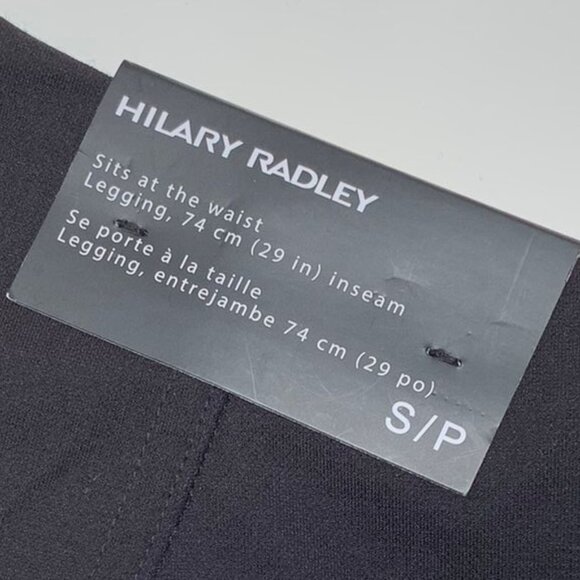 HILARY RADLEY
Sits at the waist
Legging, 74 cm (29 in) inseam
Se porte à la taille
Legging, entrejambe 74 cm (29 po)
S/P